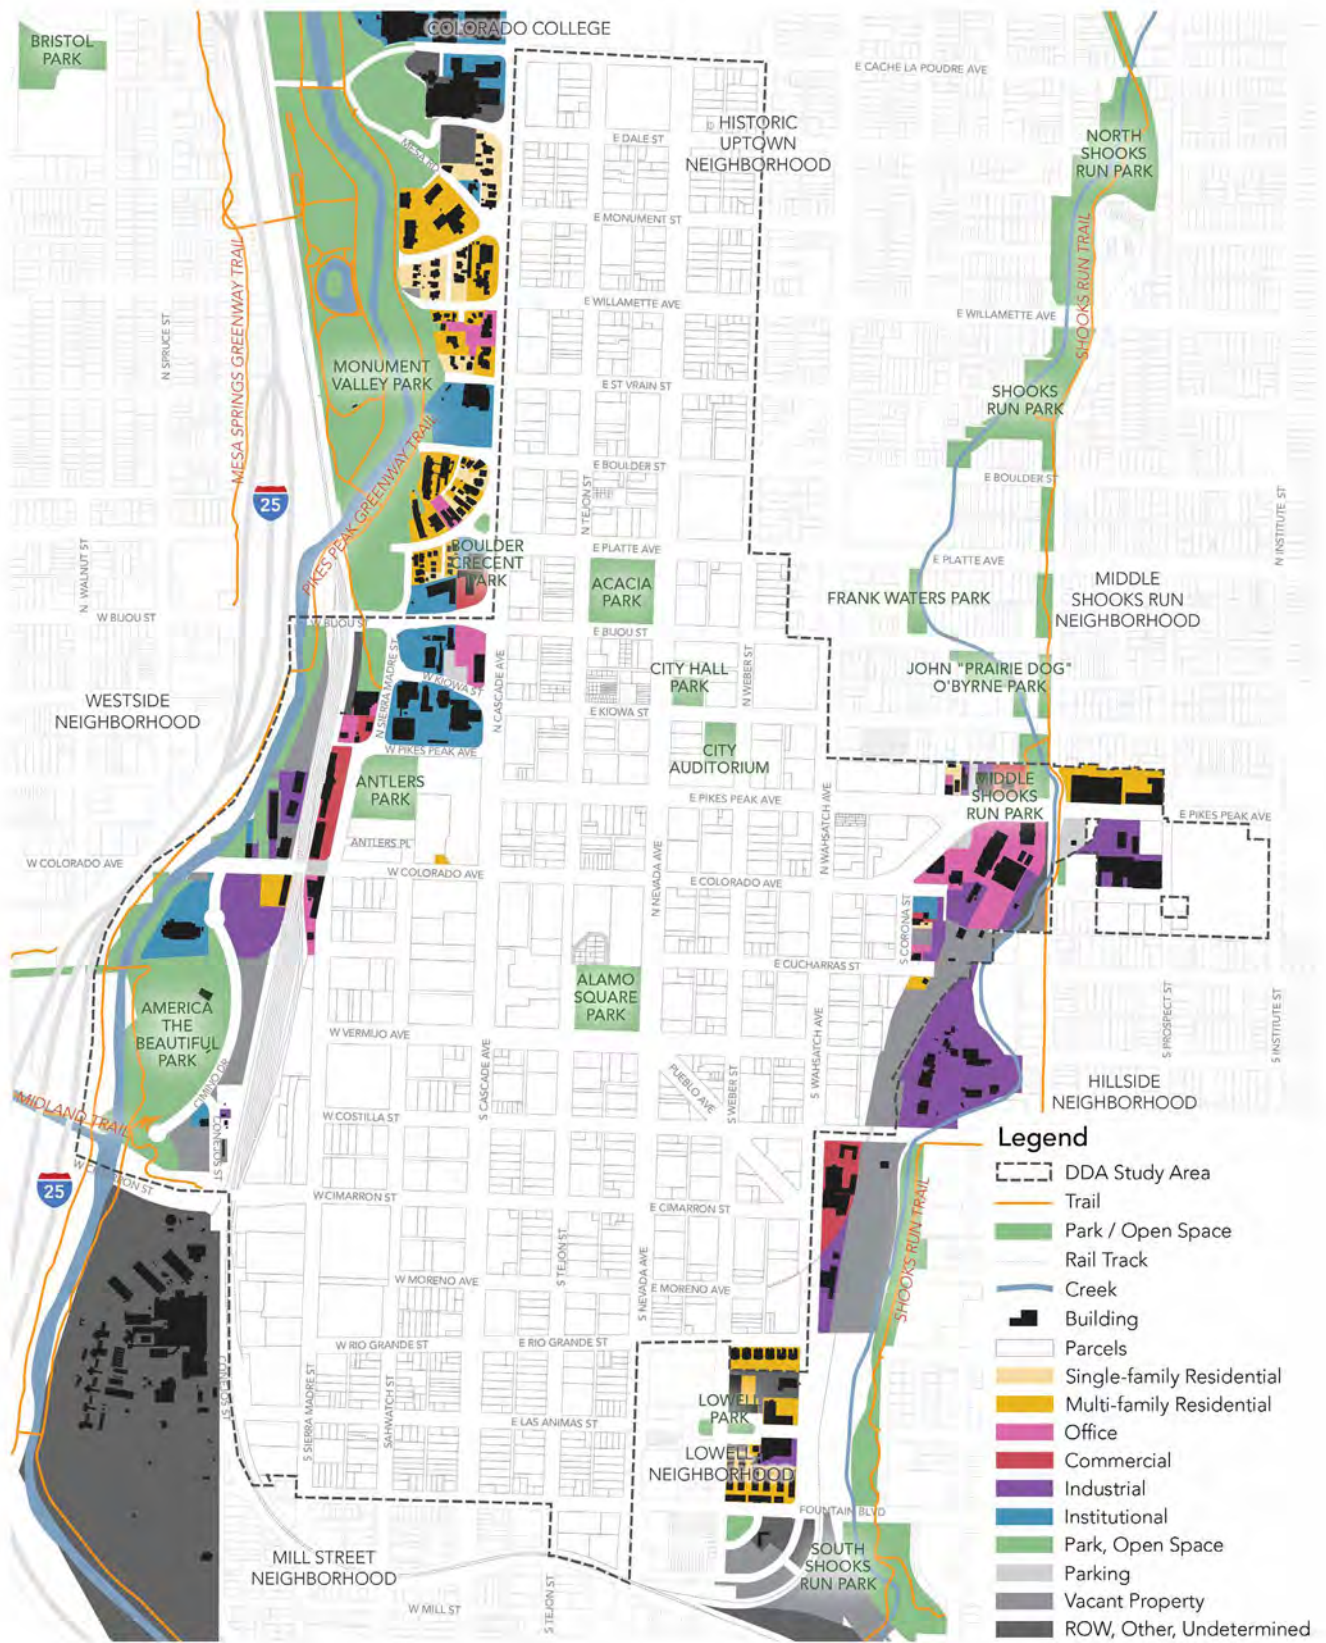 COLORADO COLLEGE
BRISTOL
PARK
E CACHE LA POUDRE AVE
HISTORIC
UPTOWN
NEIGHBORHOOD
E DALE ST
MESA RD
NORTH
SHOOKS
RUN PARK
E MONUMENT ST
MESA SPRINGS GREENWAY TRAIL
SHOOKS RUN TRAIL
E WILLAMETTE AVE
E WILLAMETTE AVE
N SPRUCE ST
MONUMENT
VALLEY PARK
E ST VRAIN ST
SHOOKS
RUN PARK
PIKES PEAK GREENWAY TRAIL
E BOULDER ST
E BOULDER ST
25
N TEJON ST
N INSTITUTE ST
N WALNUT ST
BOULDER
CRECENT
PARK
E PLATTE AVE
E PLATTE AVE
ACACIA
PARK
FRANK WATERS PARK
MIDDLE
SHOOKS RUN
NEIGHBORHOOD
W BIJOU ST
W BIJOU S
E BIJOU ST
N SIERRA MADRE ST
W KIOWA ST
N CASCADE AVE
CITY HALL
PARK
N WEBER ST
JOHN "PRAIRIE DOG"
O'BYRNE PARK
WESTSIDE
NEIGHBORHOOD
E KIOWA ST
W PIKES PEAK AVE
CITY
AUDITORIUM
ANTLERS
PARK
MIDDLE
SHOOKS
RUN PARK
E PIKES PEAK AVE
N WAHSATCH AVE
E PIKES PEAK AVE
ANTLERS PL
W COLORADO AVE
W COLORADO AVE
N NEVADA AVE
E COLORADO AVE
S CORONA ST
E CUCHARRAS ST
ALAMO
SQUARE
PARK
AMERICA
THE
BEAUTIFUL
PARK
W VERMIJO AVE
S CASCADE AVE
PUEBLO AVE
S WEBER ST
S WAHSATCH AVE
S PROSPECT ST
S INSTITUTE ST
CIMINO DR
HILLSIDE
NEIGHBORHOOD
MIDLAND TRAIL
CONEJOS ST
W COSTILLA ST
25
W CIMARRON ST
E CIMARRON ST
SHOOKS RUN TRAIL
S TEJON ST
S NEVADA AVE
W MORENO AVE
E MORENO AVE
W RIO GRANDE ST
E RIO GRANDE ST
CONEJOS ST
S SIERRA MADRE ST
SAHWATCH ST
E LAS ANIMAS ST
LOWELL
PARK
LOWELL
NEIGHBORHOOD
FOUNTAIN BLVD
MILL STREET
NEIGHBORHOOD
SOUTH
SHOOKS
RUN PARK
W MILL ST
S TEJON ST
Legend
DDA Study Area
Trail
Park / Open Space
Rail Track
Creek
Building
Parcels
Single-family Residential
Multi-family Residential
Office
Commercial
Industrial
Institutional
Park, Open Space
Parking
Vacant Property
ROW, Other, Undetermined